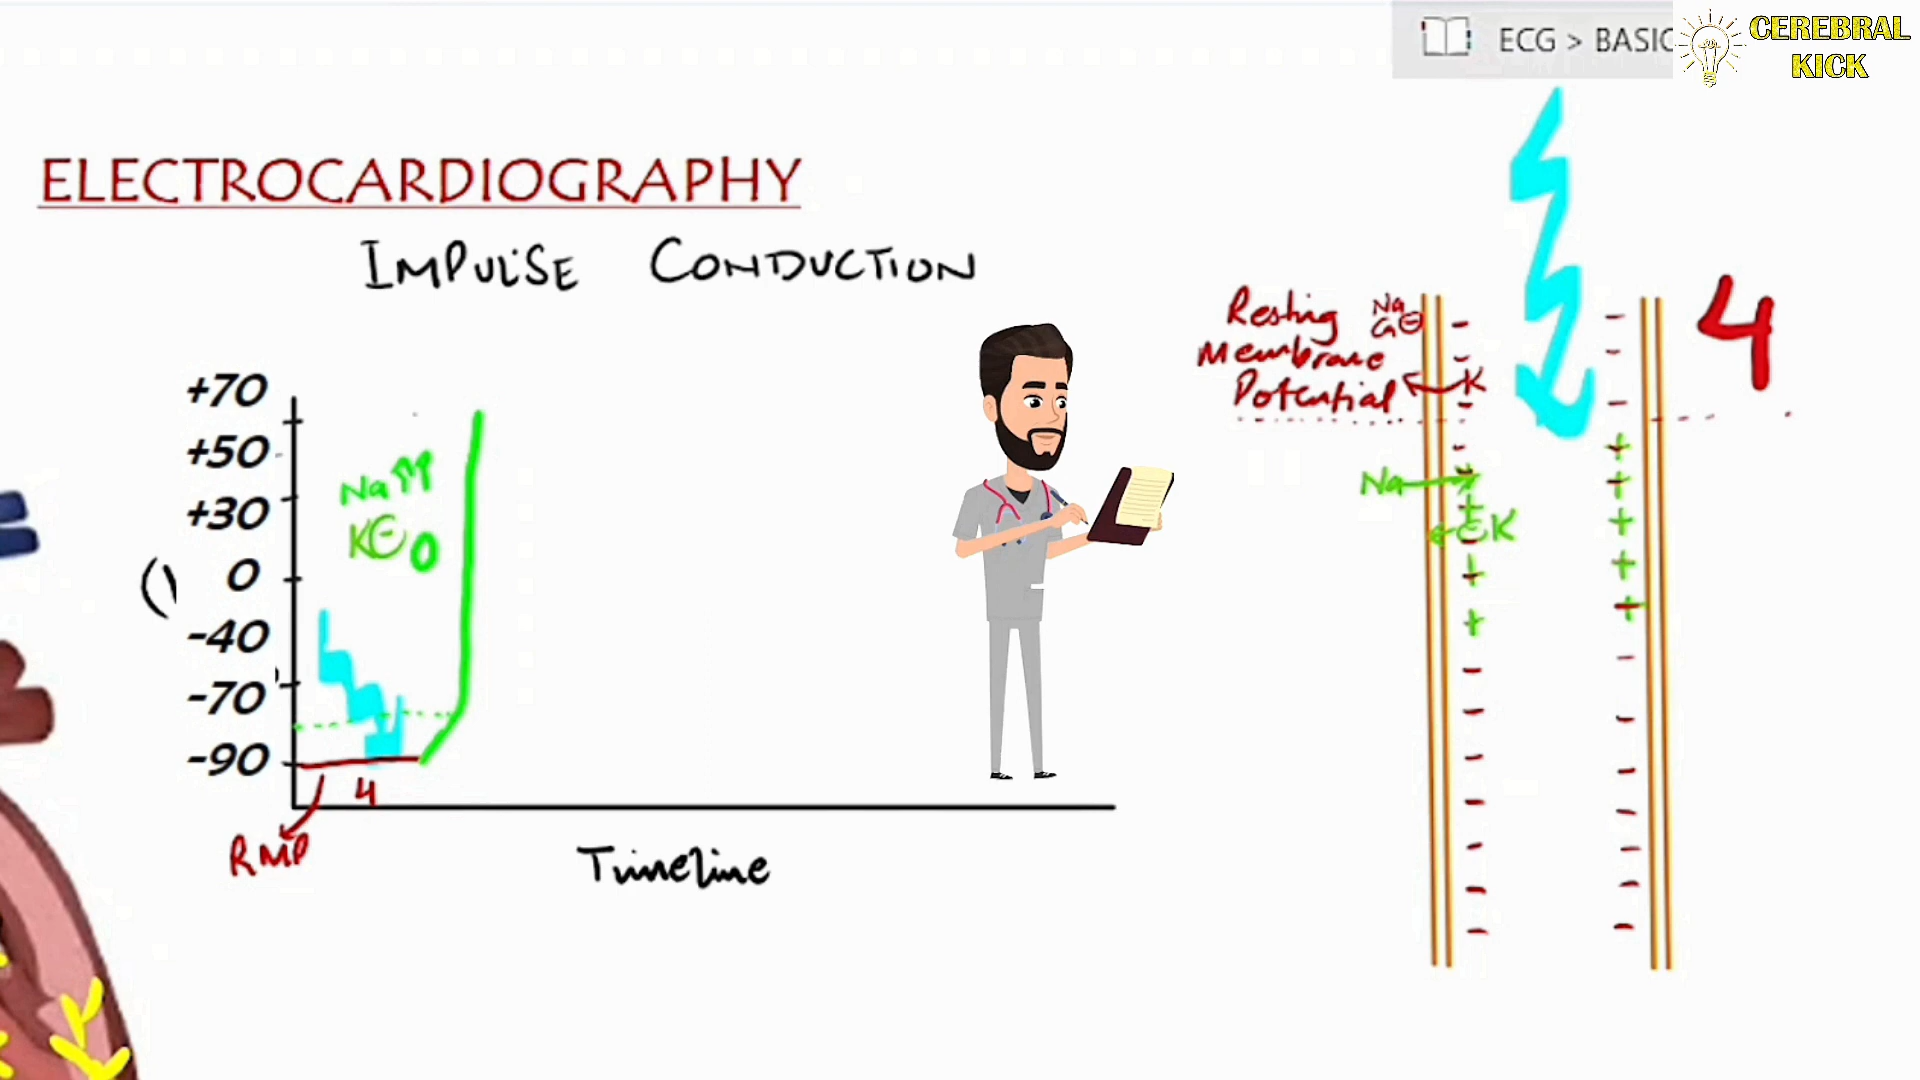 ECG > BASIC
CEREBRAL
KICK
ELECTROCARDIOGRAPHY
IMPULSE CONDUCTION
+70
+50
+30
0
-40
-70
-90
Na ↑↑
K⊖ 0
4
RMP
Timeline
Resting
Membrane
Potential
Na
K
4
Na
⊖K